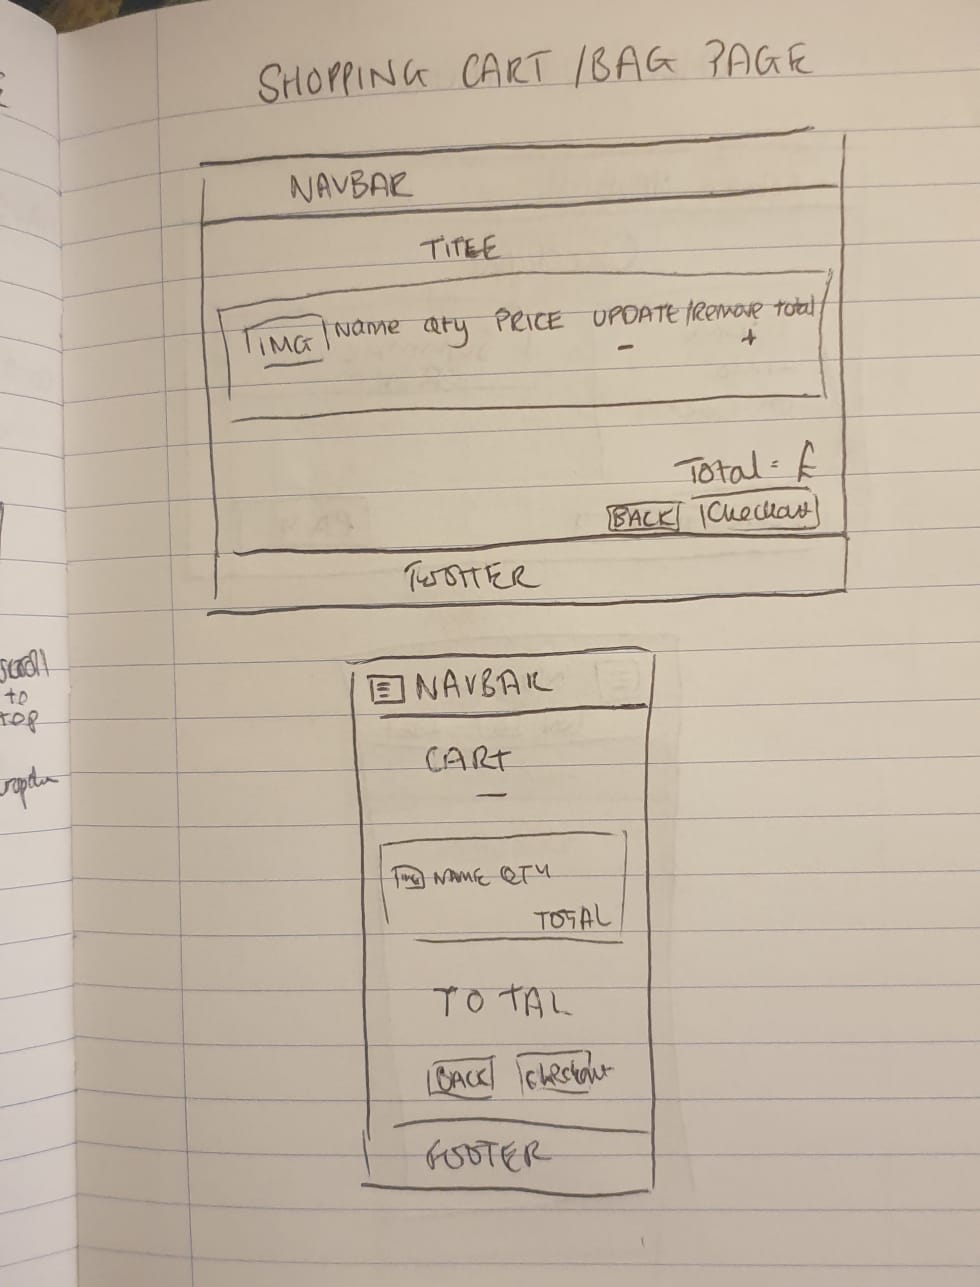 SHOPPING CART /BAG PAGE
NAVBAR
TITLE
IMG Name Qty PRICE UPDATE /Remove total
- +
Total = £
BACK Checkout
FOOTER
scroll
to
top
NAVBAR
CART
IMG NAME QTY
TOTAL
TOTAL
BACK Checkout
FOOTER